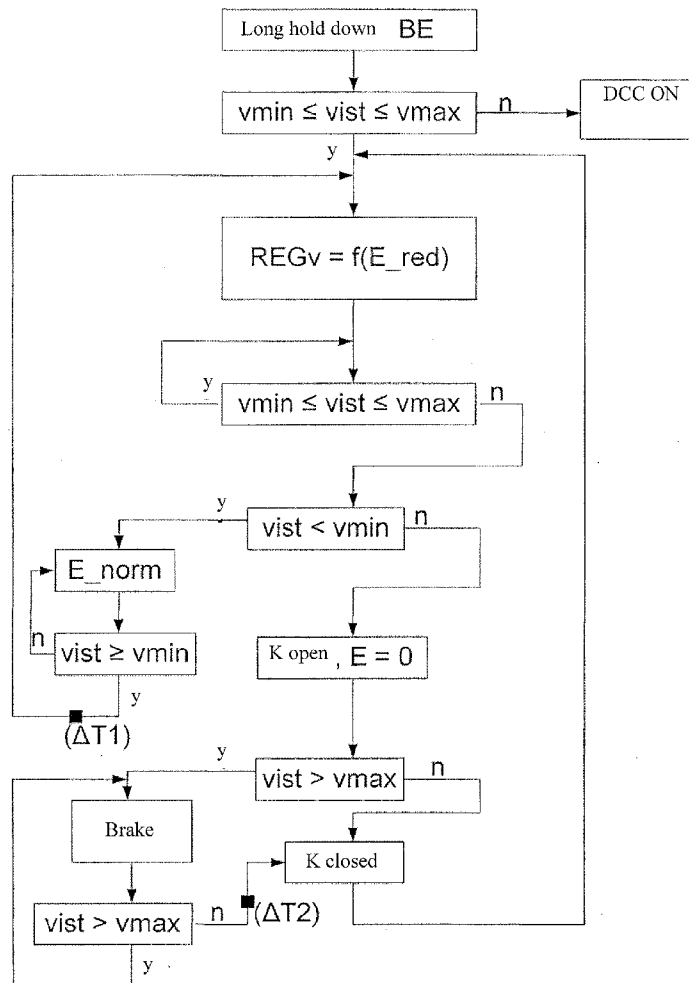 Long hold down BE
vmin ≤ vist ≤ vmax
n
DCC ON
y
REGv = f(E_red)
y
vmin ≤ vist ≤ vmax
n
y
vist < vmin
n
E_norm
n
vist ≥ vmin
K open , E = 0
y
(ΔT1)
y
vist > vmax
n
Brake
K closed
vist > vmax
n
(ΔT2)
y